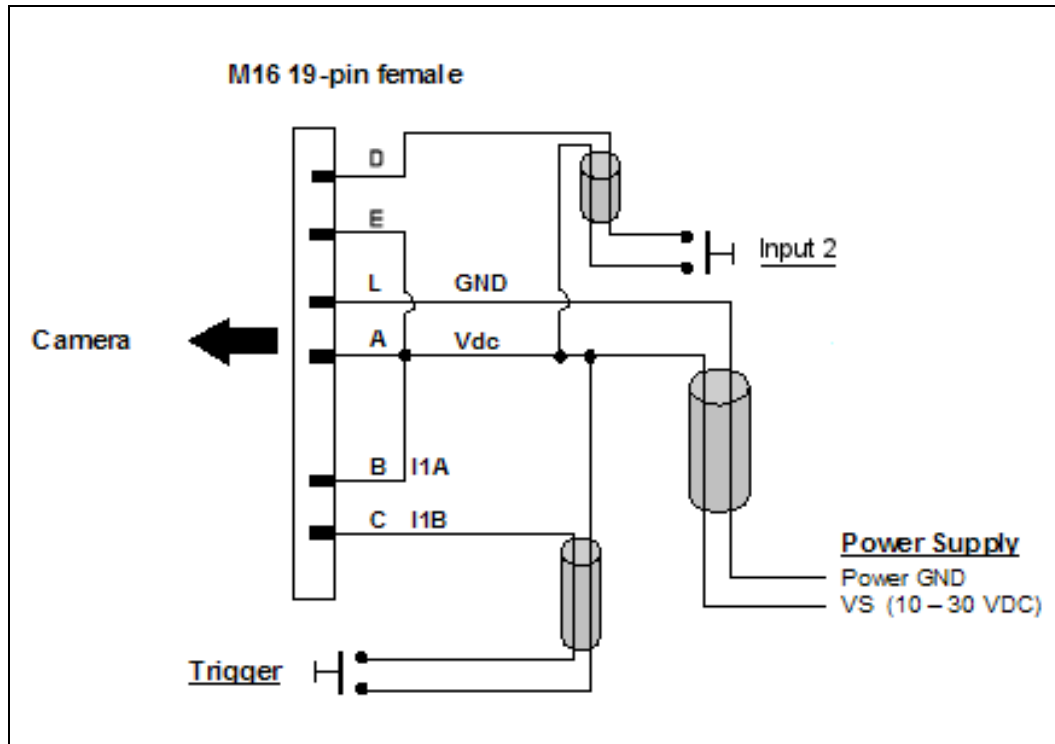 M16 19-pin female
D
E
Input 2
L GND
Camera
A Vdc
B I1A
C I1B
Power Supply
Power GND
VS (10 – 30 VDC)
Trigger